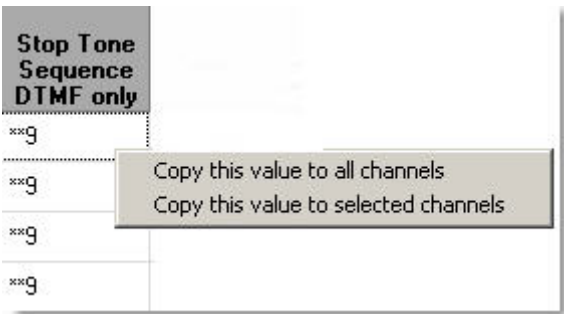 Stop Tone
Sequence
DTMF only
**9
**9
**9
**9
Copy this value to all channels
Copy this value to selected channels